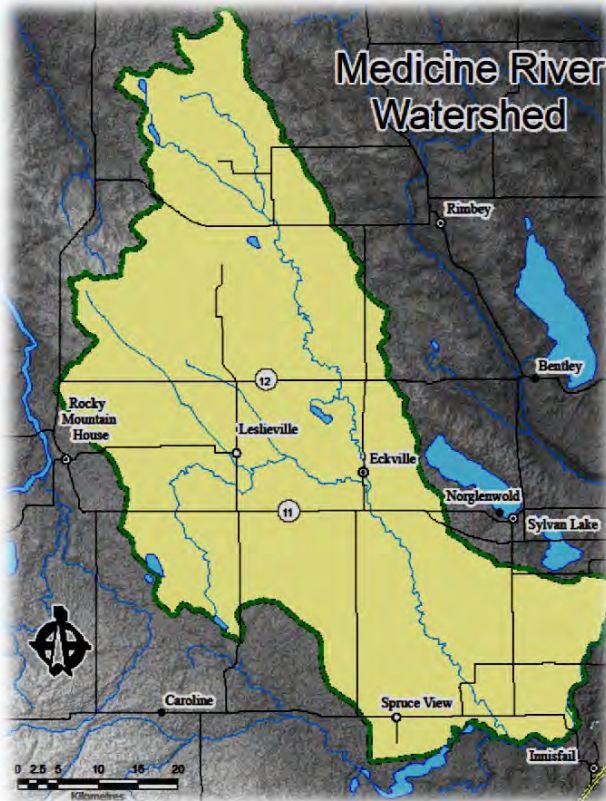 Medicine River
Watershed
Rimbey
Bentley
12
Rocky
Mountain
House
Leslieville
Eckville
Norglenwold
11
Sylvan Lake
Caroline
Spruce View
Innisfail
0 2.5 5 10 15 20
Kilometres